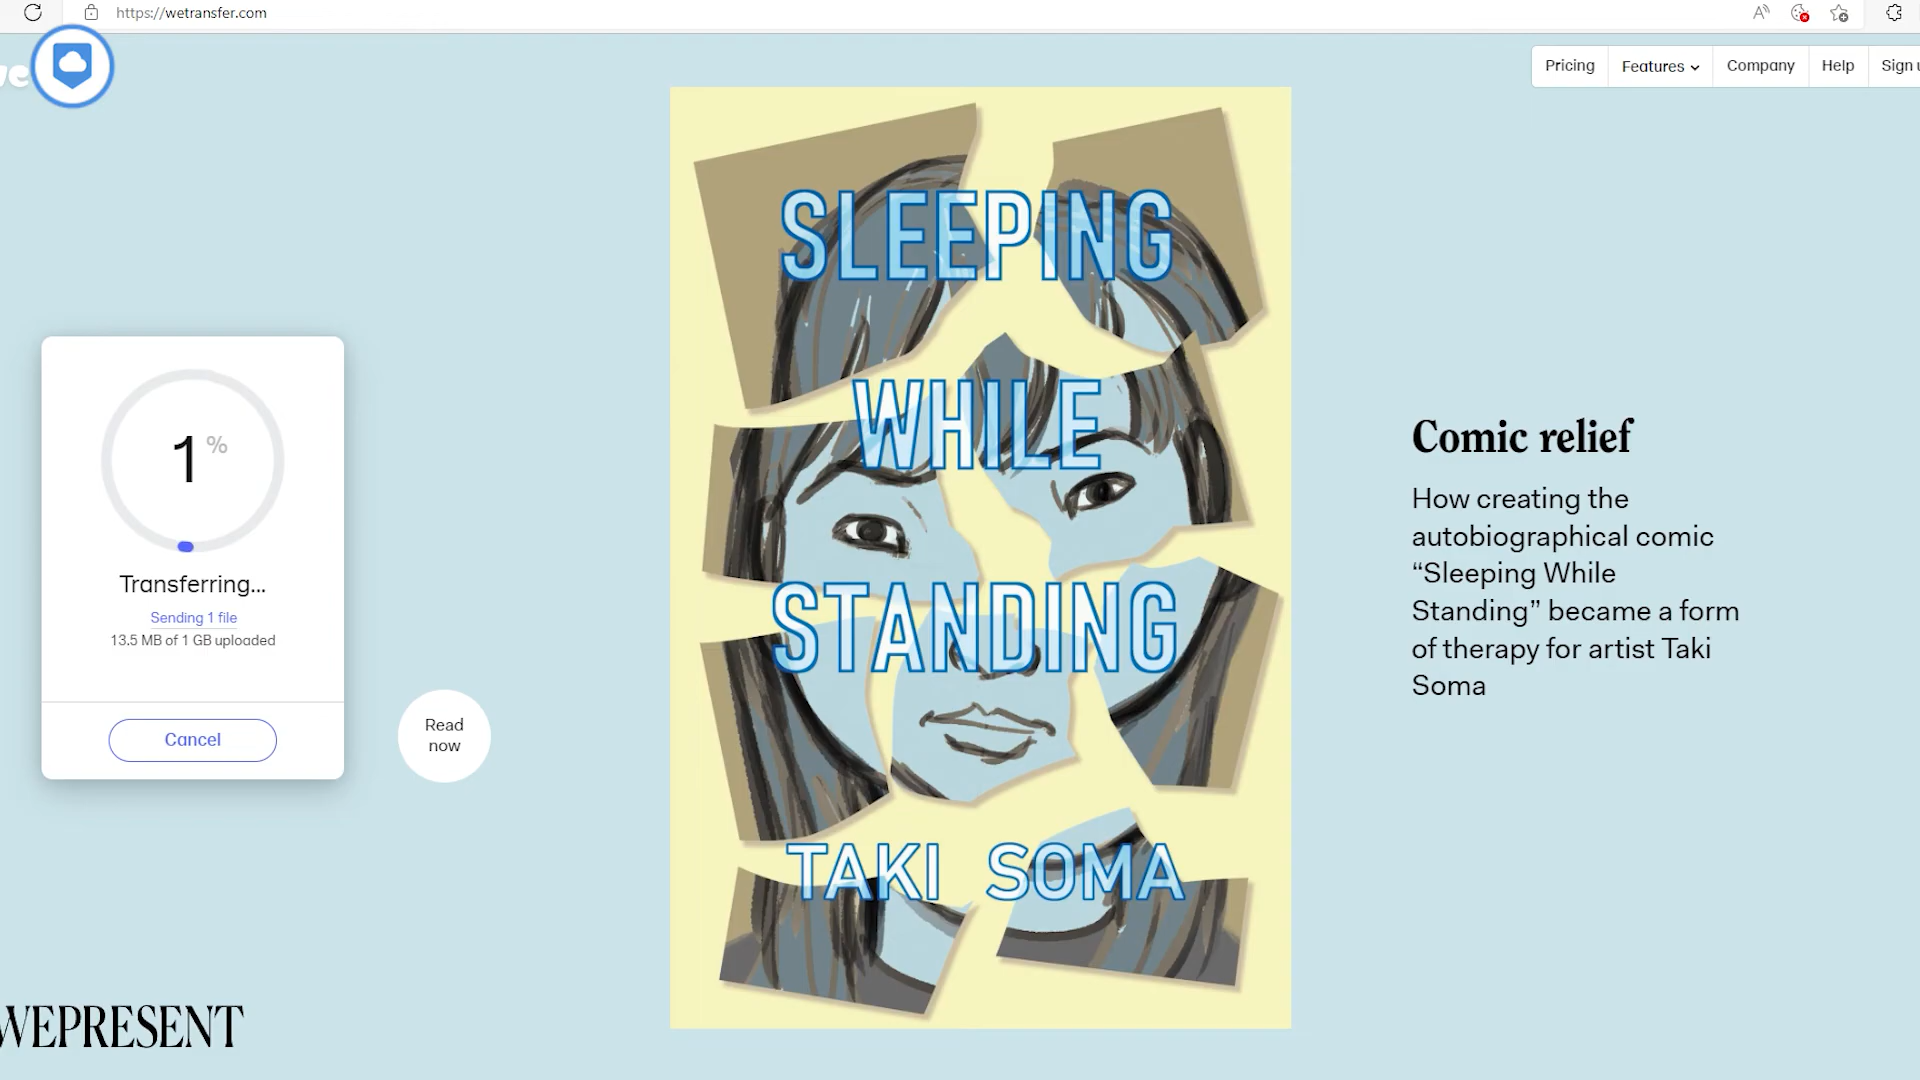 https://wetransfer.com
Pricing
Features
Company
Help
Sign
SLEEPING
WHILE
STANDING
TAKI SOMA
1 %
Transferring...
Sending 1 file
13.5 MB of 1 GB uploaded
Cancel
Read
now
Comic relief
How creating the
autobiographical comic
“Sleeping While
Standing” became a form
of therapy for artist Taki
Soma
WEPRESENT